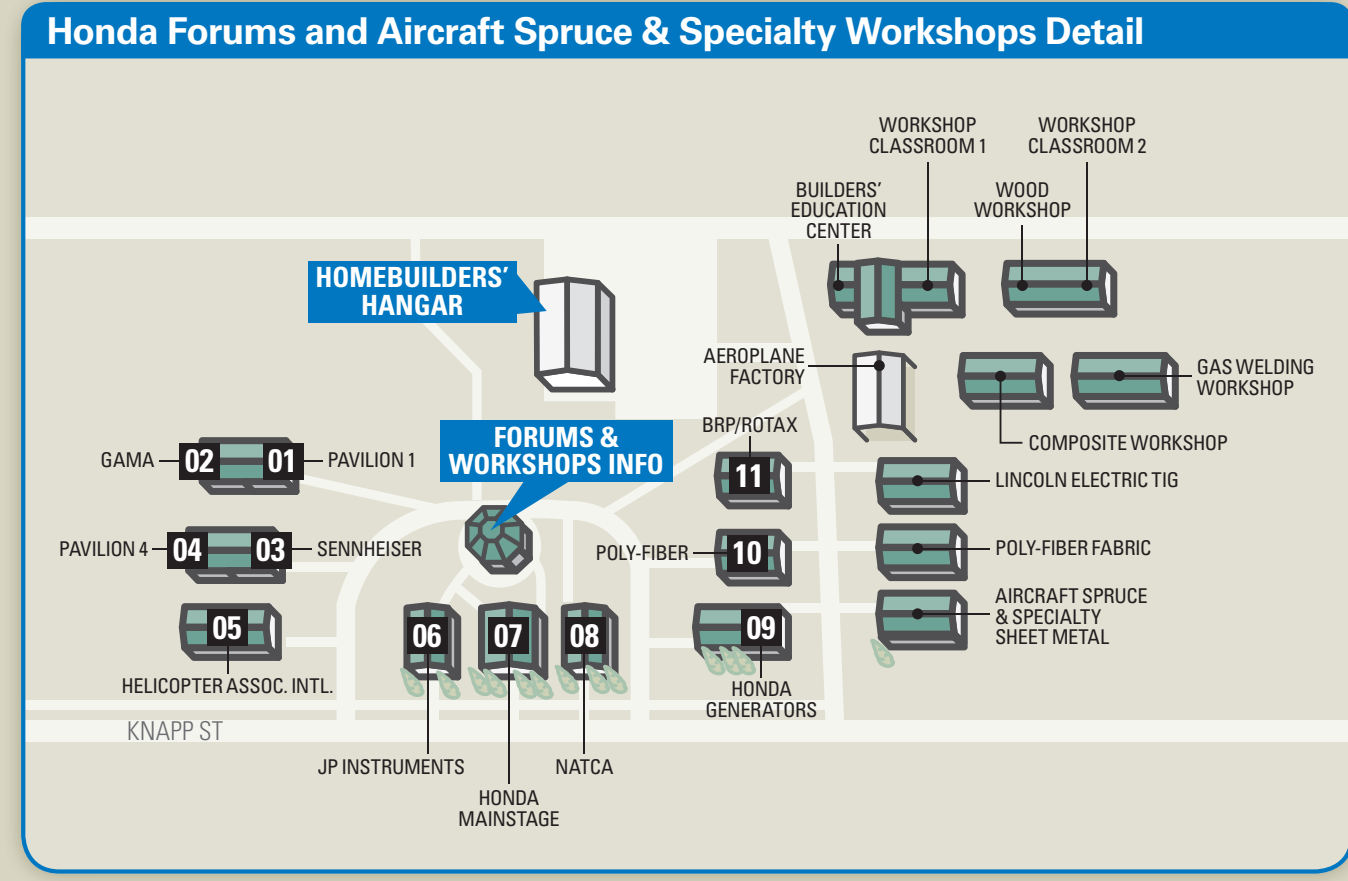 Honda Forums and Aircraft Spruce & Specialty Workshops Detail
WORKSHOP
CLASSROOM 1
WORKSHOP
CLASSROOM 2
BUILDERS'
EDUCATION
CENTER
WOOD
WORKSHOP
HOMEBUILDERS'
HANGAR
AEROPLANE
FACTORY
GAS WELDING
WORKSHOP
COMPOSITE WORKSHOP
FORUMS &
WORKSHOPS INFO
BRP/ROTAX
11
GAMA
02
01
PAVILION 1
LINCOLN ELECTRIC TIG
PAVILION 4
04
03
SENNHEISER
POLY-FIBER
10
POLY-FIBER FABRIC
05
HELICOPTER ASSOC. INTL.
06
07
08
09
HONDA
GENERATORS
AIRCRAFT SPRUCE
& SPECIALTY
SHEET METAL
KNAPP ST
JP INSTRUMENTS
HONDA
MAINSTAGE
NATCA